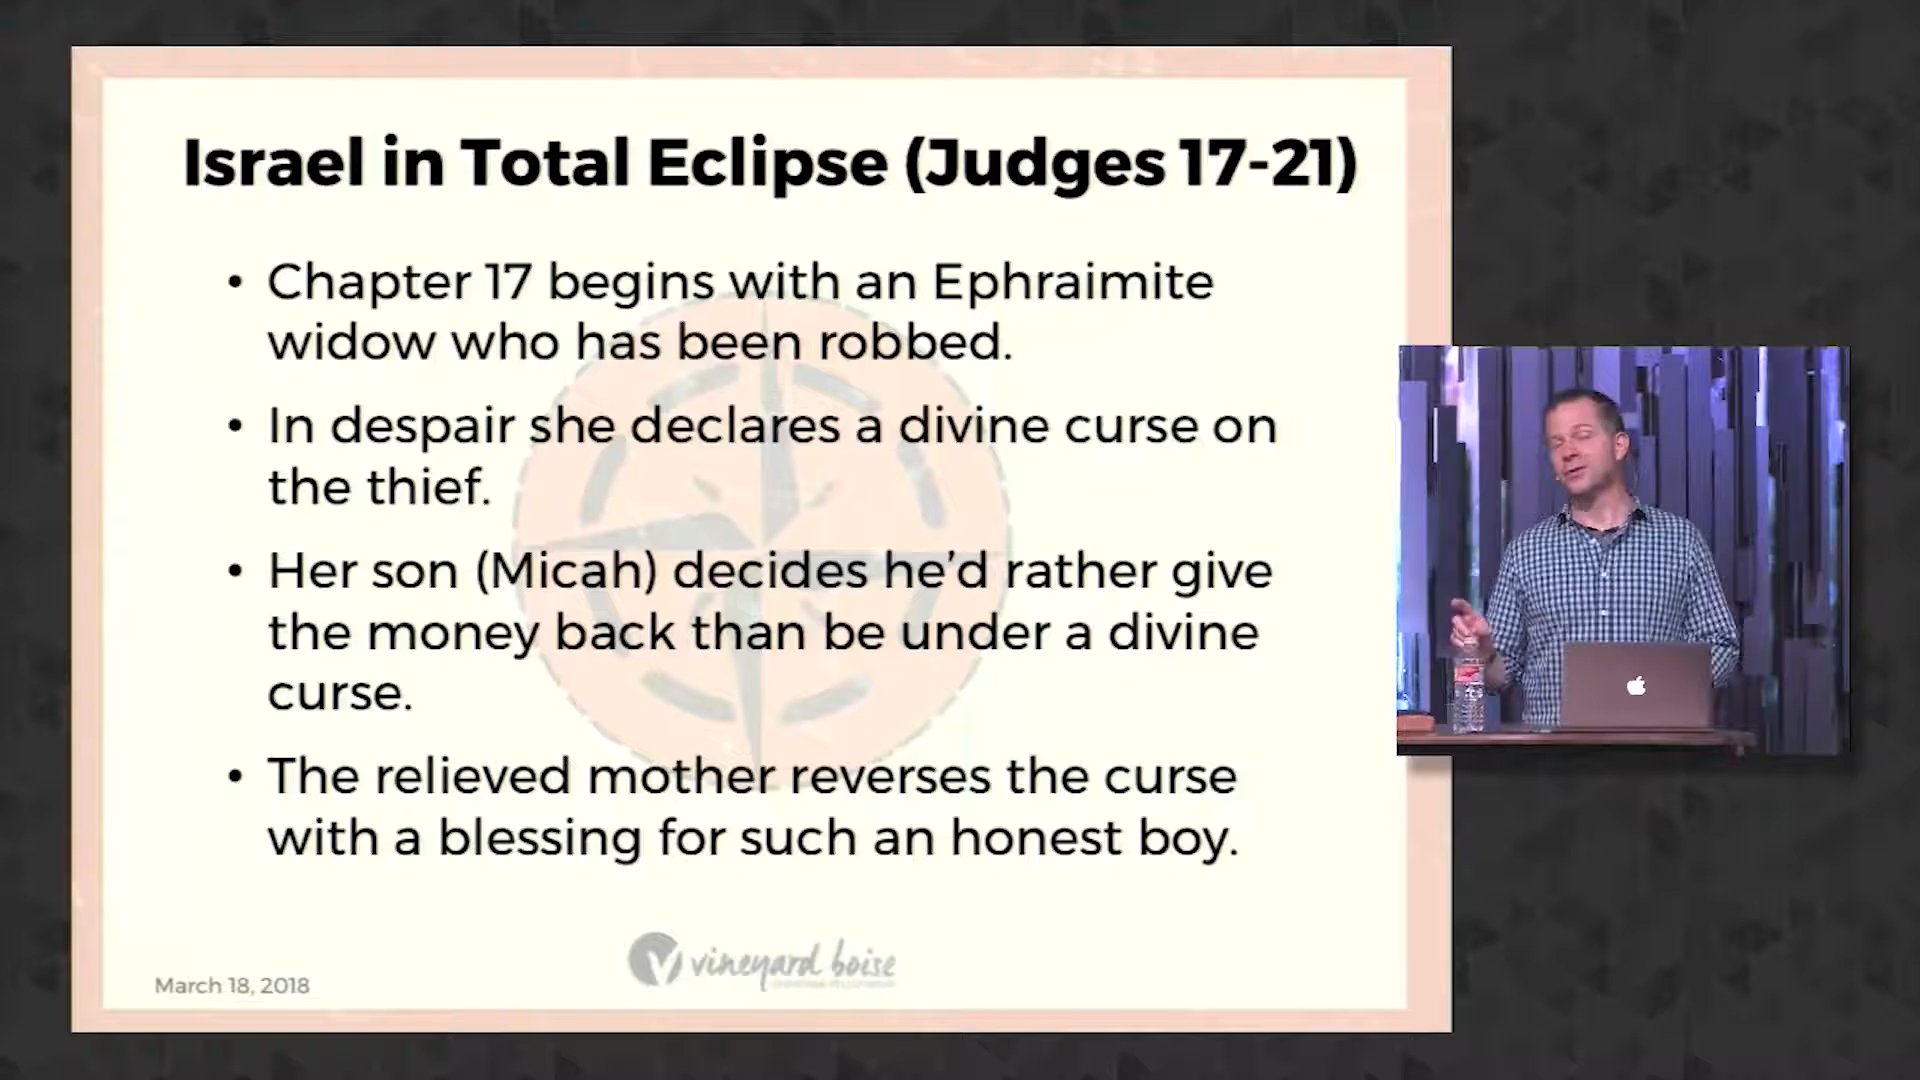 Israel in Total Eclipse (Judges 17-21)
• Chapter 17 begins with an Ephraimite
widow who has been robbed.
• In despair she declares a divine curse on
the thief.
• Her son (Micah) decides he’d rather give
the money back than be under a divine
curse.
• The relieved mother reverses the curse
with a blessing for such an honest boy.
vineyard boise
March 18, 2018